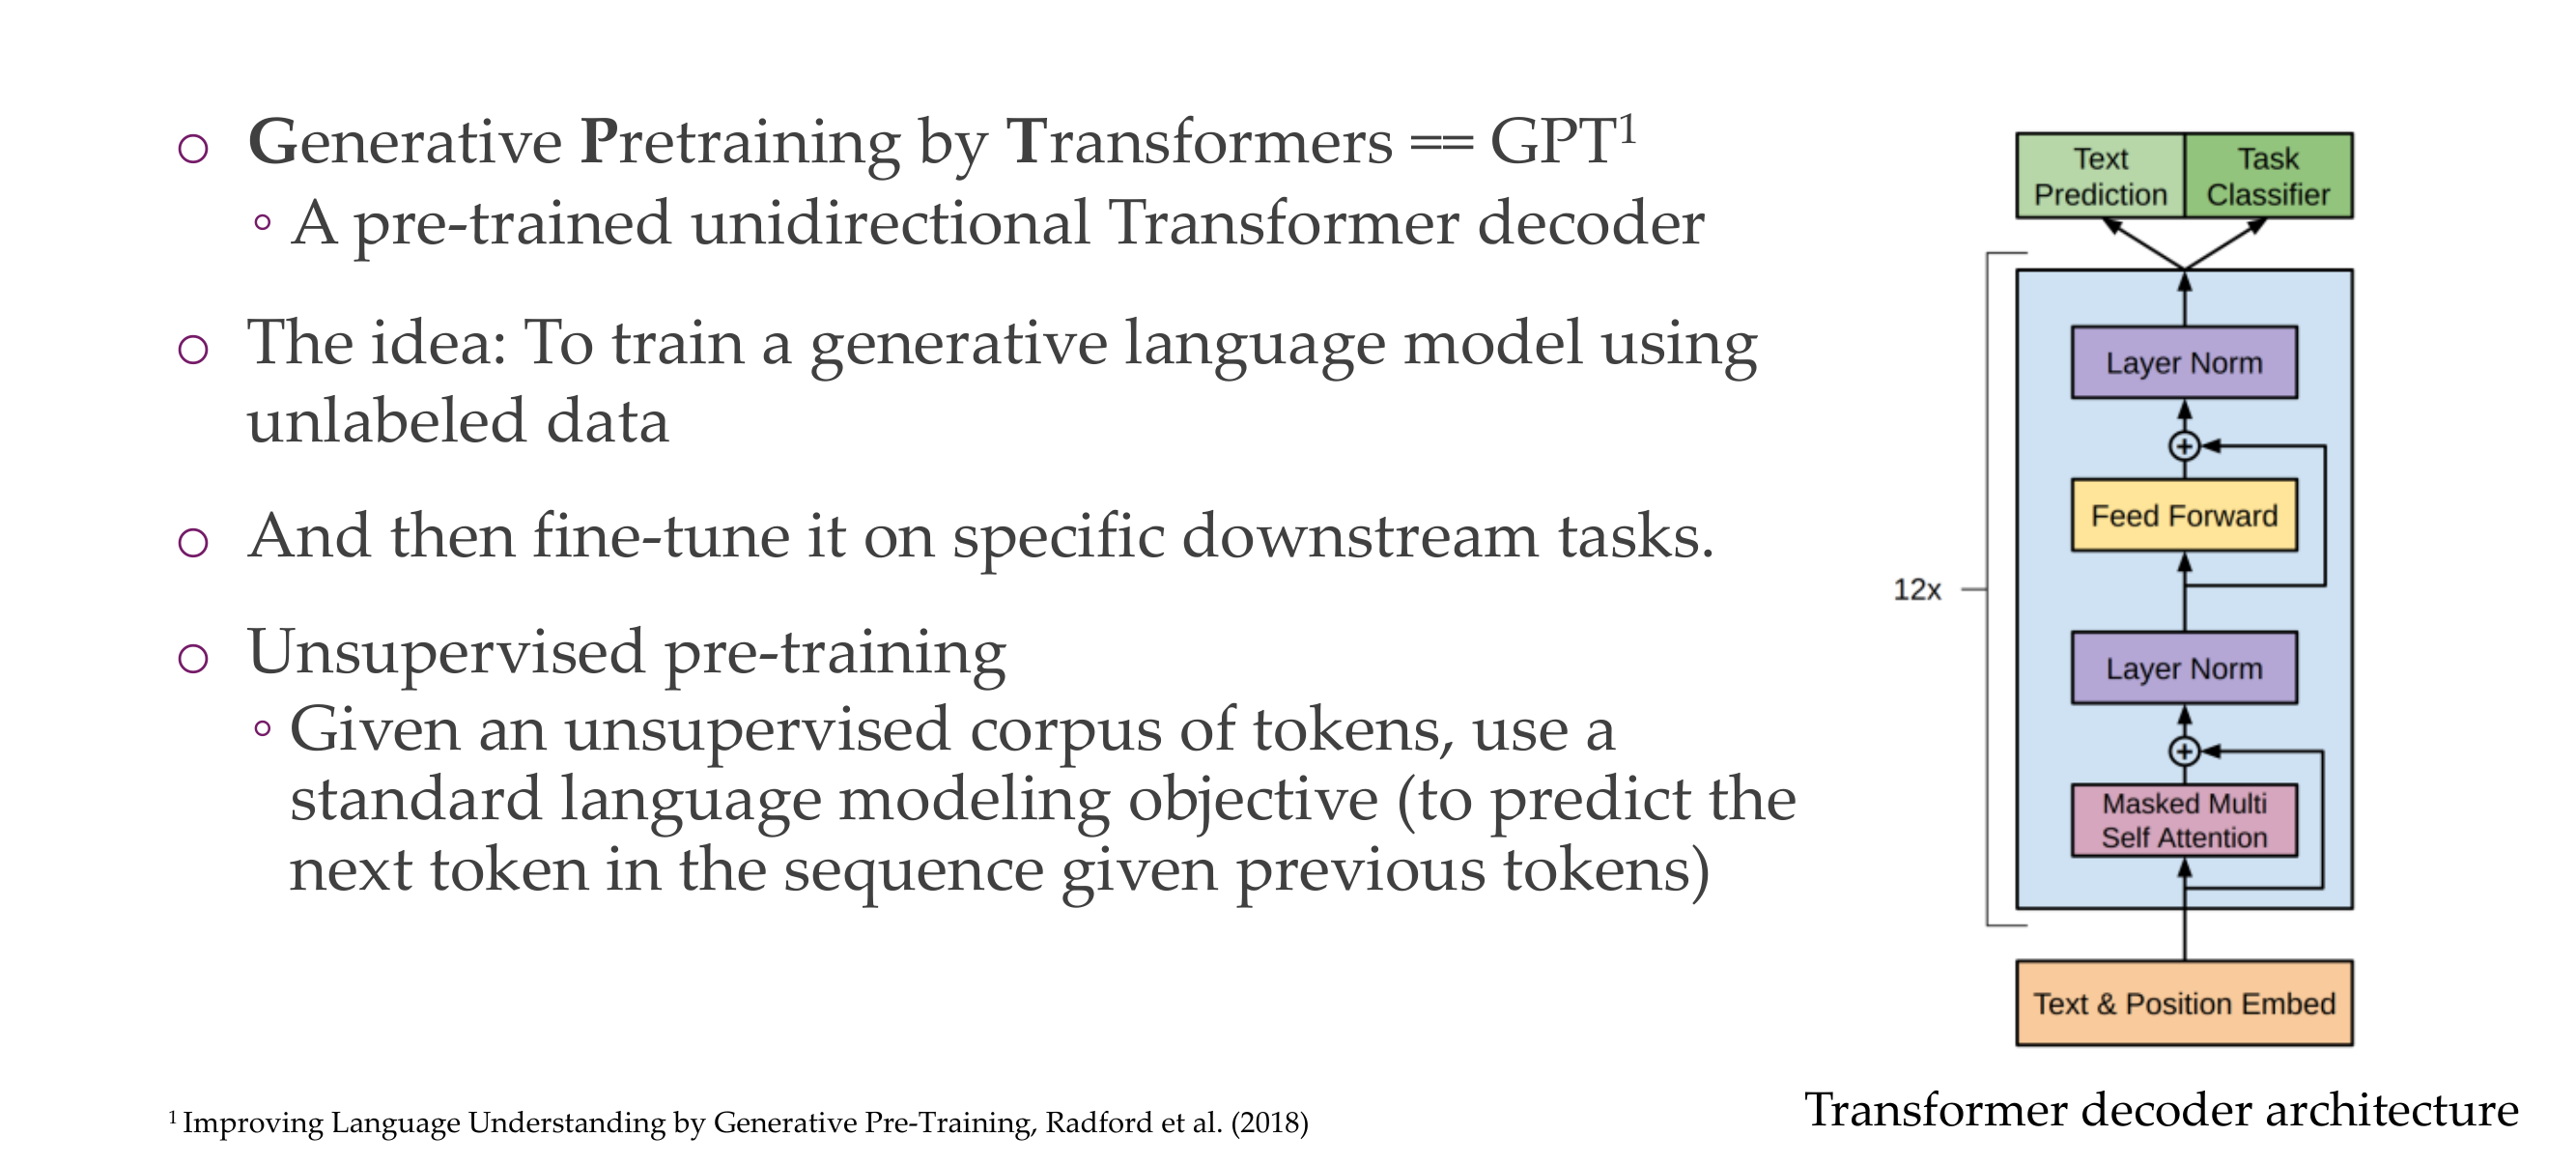 ○ Generative Pretraining by Transformers == GPT¹
◦ A pre-trained unidirectional Transformer decoder
○ The idea: To train a generative language model using
unlabeled data
○ And then fine-tune it on specific downstream tasks.
○ Unsupervised pre-training
◦ Given an unsupervised corpus of tokens, use a
standard language modeling objective (to predict the
next token in the sequence given previous tokens)
¹ Improving Language Understanding by Generative Pre-Training, Radford et al. (2018)
Text
Prediction
Task
Classifier
Layer Norm
Feed Forward
12x
Layer Norm
Masked Multi
Self Attention
Text & Position Embed
Transformer decoder architecture